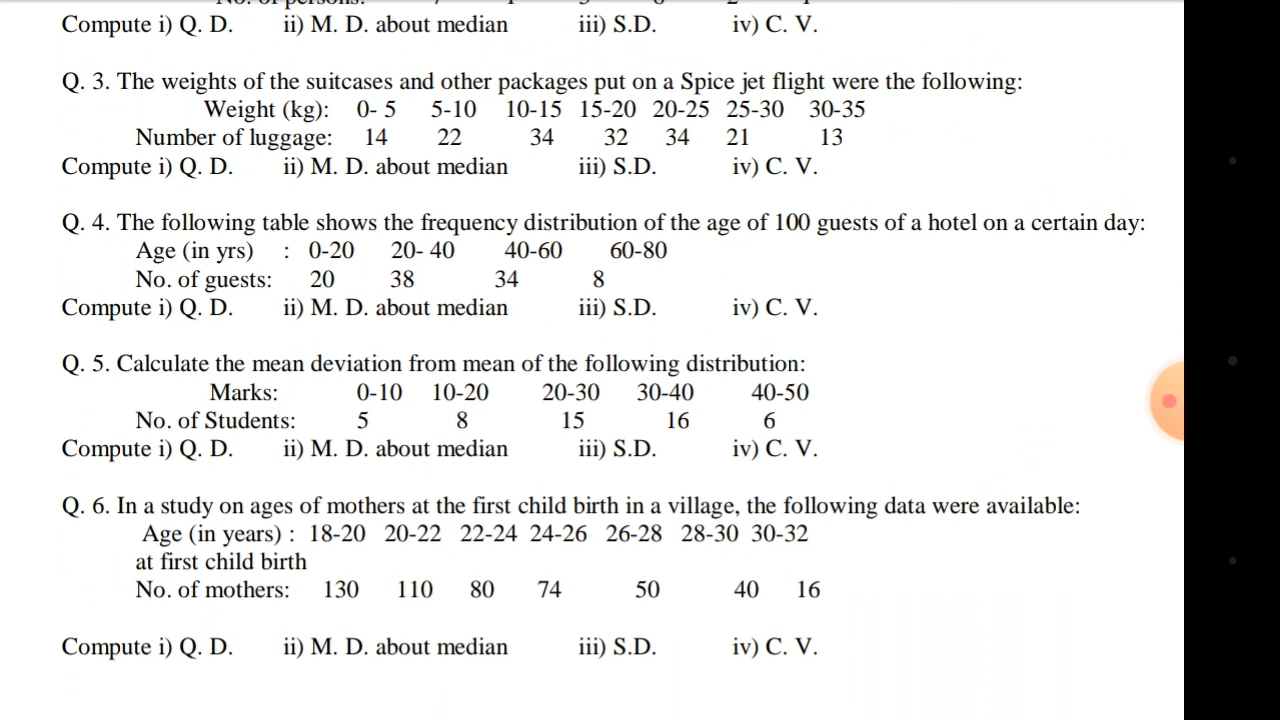 Compute i) Q. D. ii) M. D. about median iii) S.D. iv) C. V.
Q. 3. The weights of the suitcases and other packages put on a Spice jet flight were the following:
Weight (kg): 0- 5 5-10 10-15 15-20 20-25 25-30 30-35
Number of luggage: 14 22 34 32 34 21 13
Compute i) Q. D. ii) M. D. about median iii) S.D. iv) C. V.
Q. 4. The following table shows the frequency distribution of the age of 100 guests of a hotel on a certain day:
Age (in yrs) : 0-20 20- 40 40-60 60-80
No. of guests: 20 38 34 8
Compute i) Q. D. ii) M. D. about median iii) S.D. iv) C. V.
Q. 5. Calculate the mean deviation from mean of the following distribution:
Marks: 0-10 10-20 20-30 30-40 40-50
No. of Students: 5 8 15 16 6
Compute i) Q. D. ii) M. D. about median iii) S.D. iv) C. V.
Q. 6. In a study on ages of mothers at the first child birth in a village, the following data were available:
Age (in years) : 18-20 20-22 22-24 24-26 26-28 28-30 30-32
at first child birth
No. of mothers: 130 110 80 74 50 40 16
Compute i) Q. D. ii) M. D. about median iii) S.D. iv) C. V.